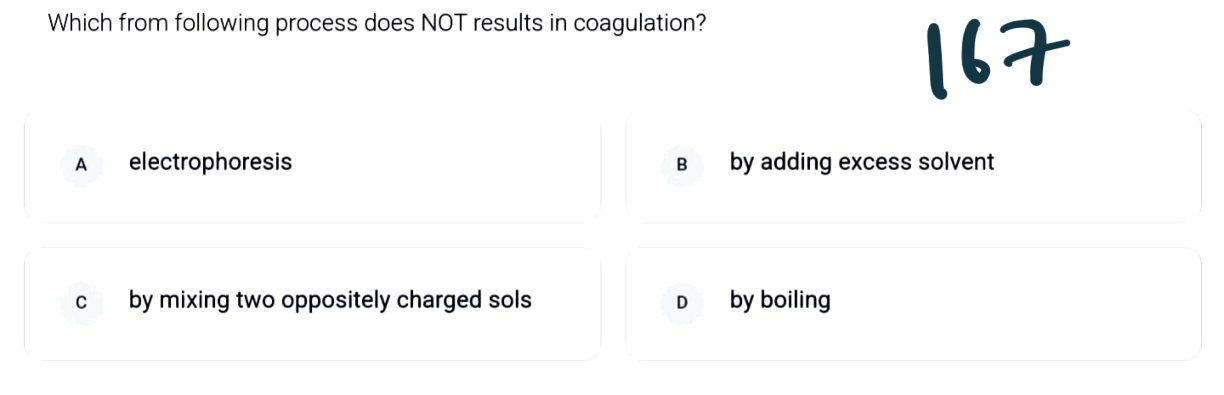 Which from following process does NOT results in coagulation?
167
A electrophoresis
B by adding excess solvent
C by mixing two oppositely charged sols
D by boiling